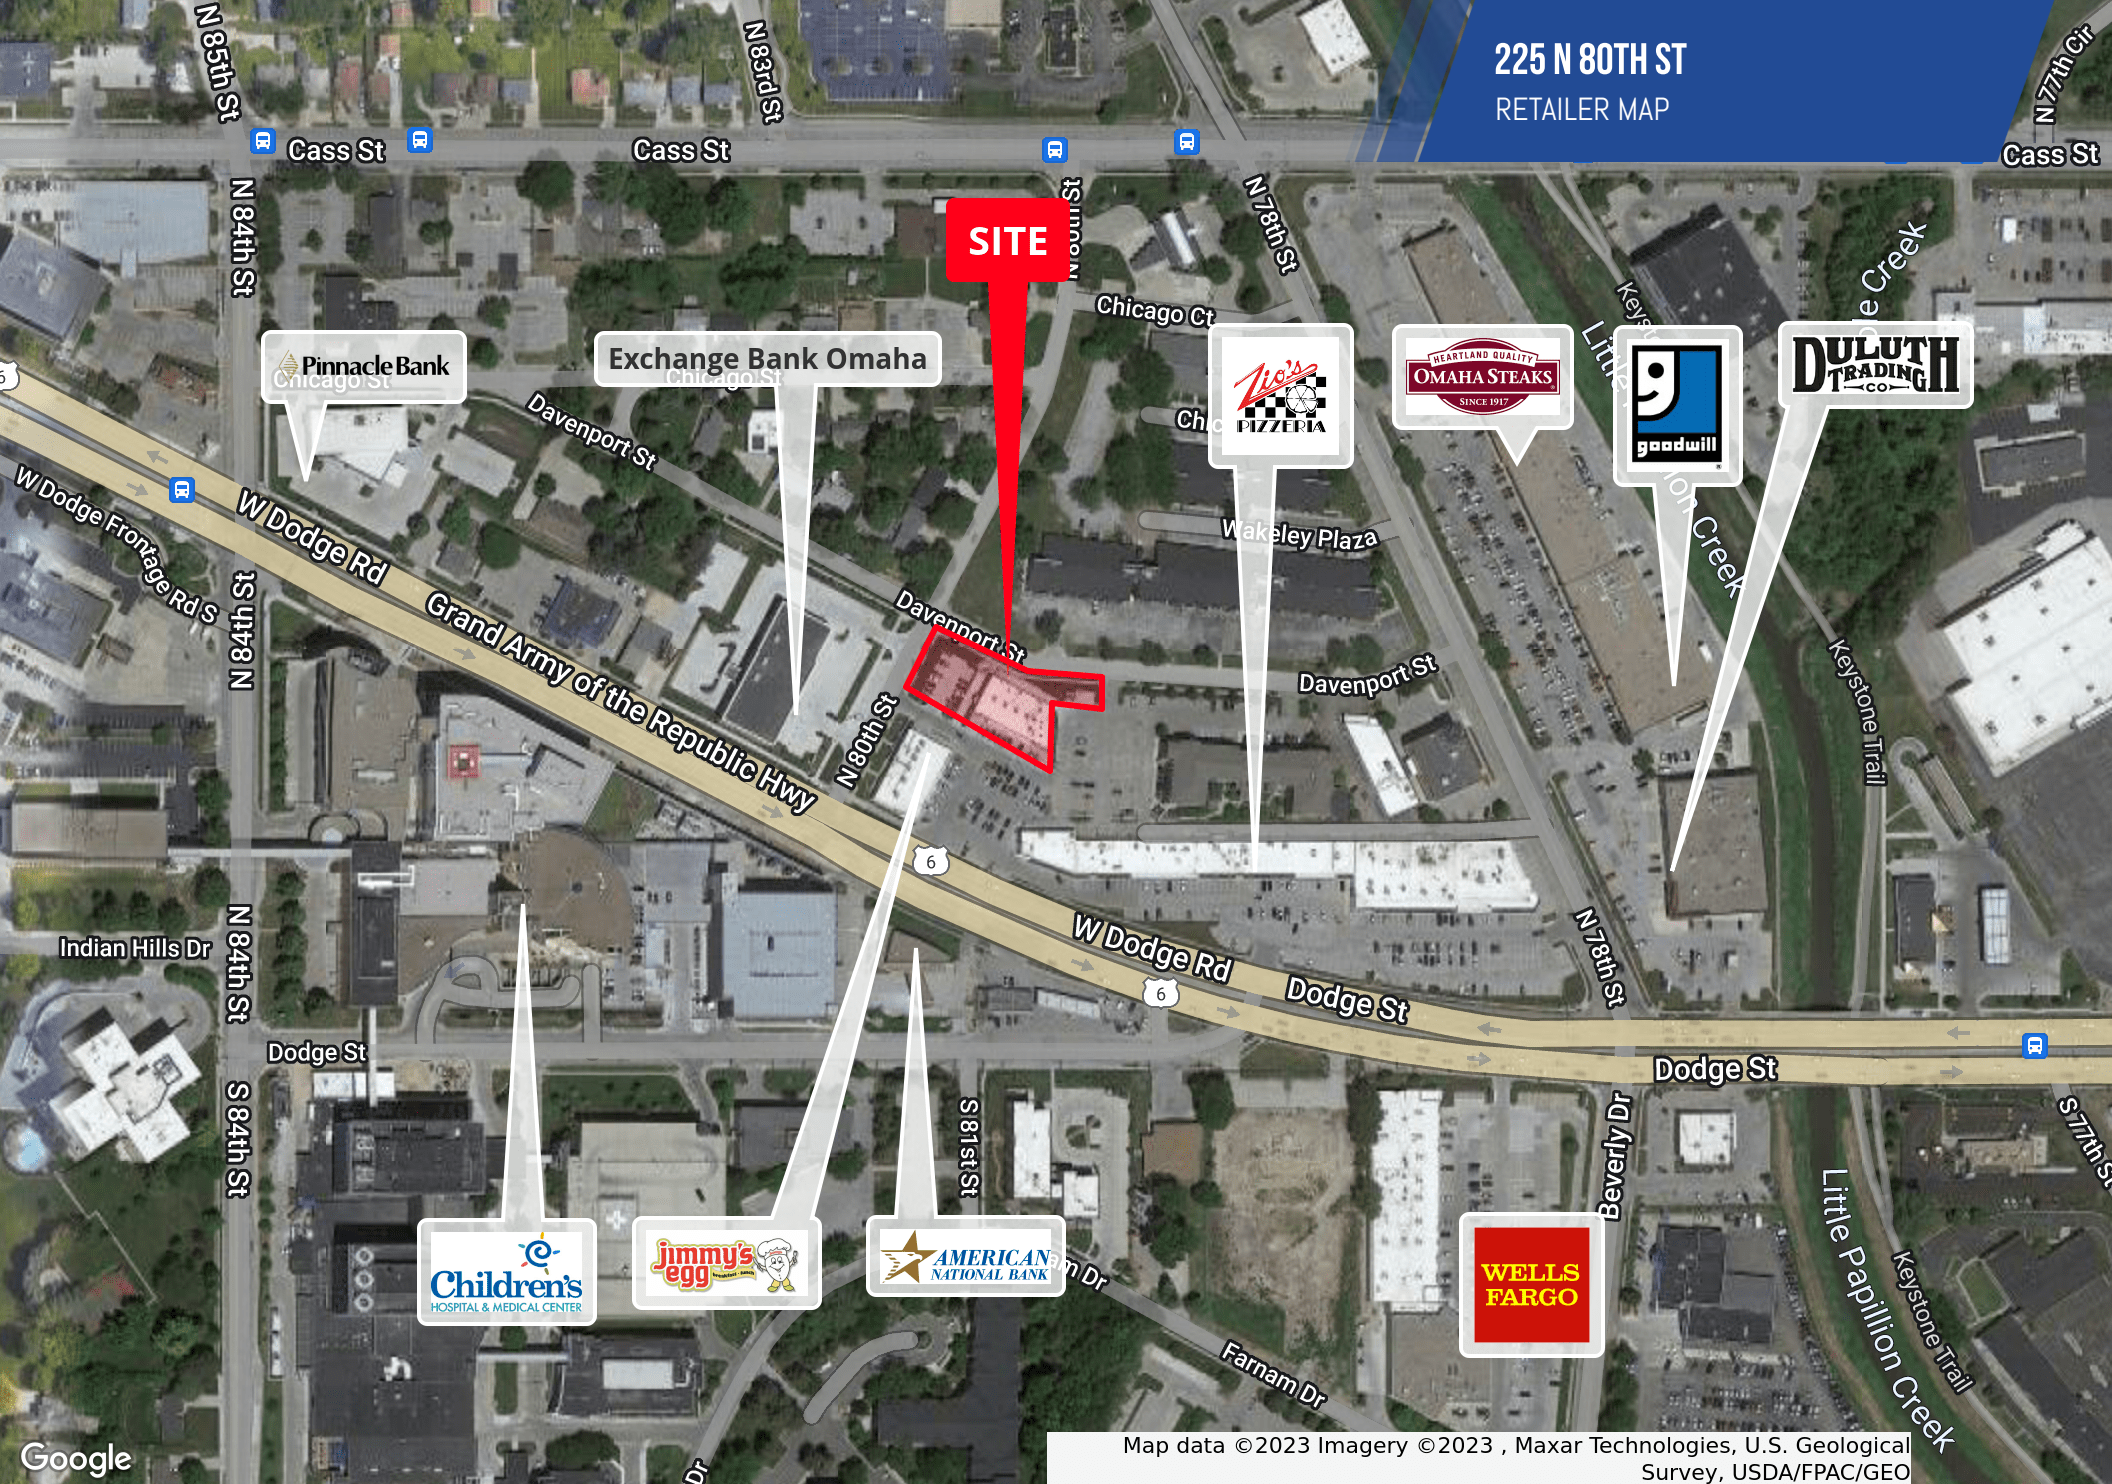 225 N 80TH ST
RETAILER MAP
N 85th St
N 83rd St
N 77th Cir
Cass St
Cass St
Cass St
N 84th St
N 80th St
N 78th St
SITE
Chicago Ct
Pinnacle Bank
Chicago St
Exchange Bank Omaha
Chicago St
Zio's
PIZZERIA
HEARTLAND QUALITY
OMAHA STEAKS
SINCE 1917
goodwill
DULUTH
TRADING
CO
6
Davenport St
W Dodge Rd
W Dodge Frontage Rd S
Wakeley Plaza
Creek
Keystone Trail
N 84th St
Grand Army of the Republic Hwy
Davenport St
Davenport St
N 80th St
6
W Dodge Rd
6
Dodge St
N 78th St
Indian Hills Dr
N 84th St
Dodge St
Dodge St
S 84th St
S 81st St
Beverly Dr
S 77th St
Little Papillion Creek
Keystone Trail
Children's
HOSPITAL & MEDICAL CENTER
jimmy's
egg
AMERICAN
NATIONAL BANK
WELLS
FARGO
Farnam Dr
Dr
Google
Map data ©2023 Imagery ©2023 , Maxar Technologies, U.S. Geological
Survey, USDA/FPAC/GEO